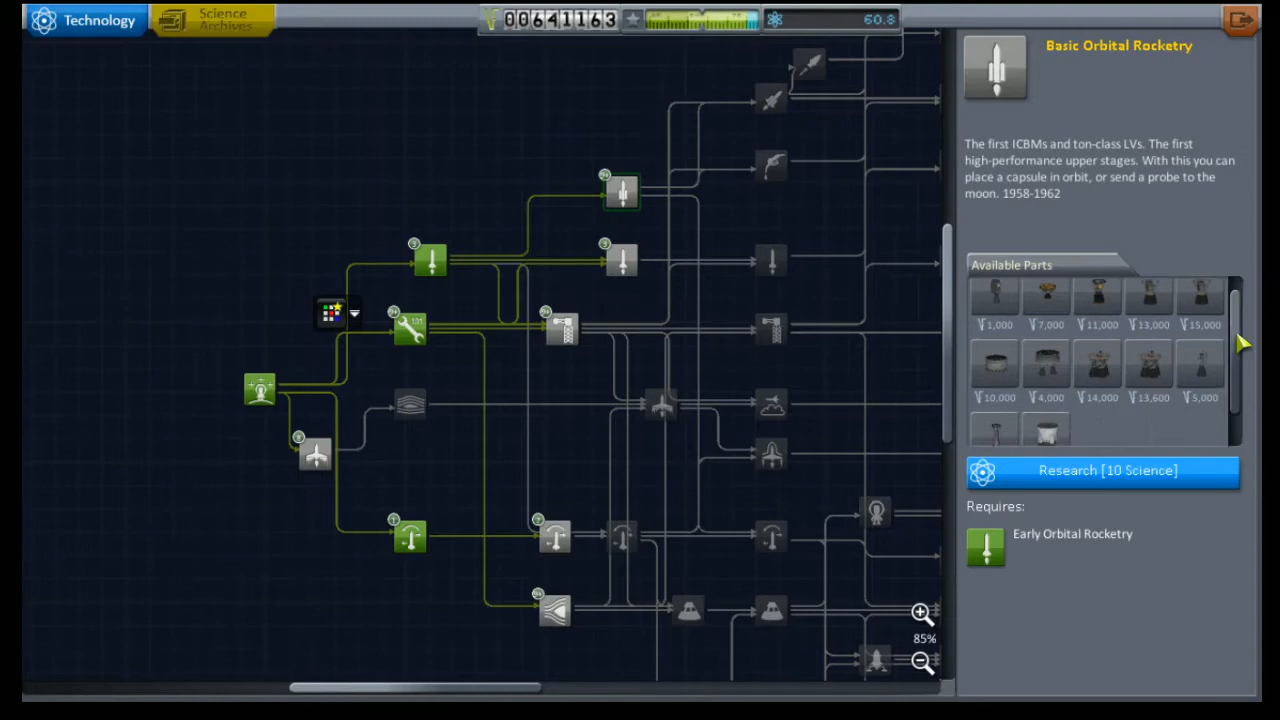 Technology
Science
Archives
00641163
60.8
Basic Orbital Rocketry
The first ICBMs and ton-class LVs. The first
high-performance upper stages. With this you can
place a capsule in orbit, or send a probe to the
moon. 1958-1962
Available Parts
1,000 7,000 11,000 13,000 15,000
10,000 4,000 14,000 13,600 5,000
Research [10 Science]
Requires:
Early Orbital Rocketry
85%